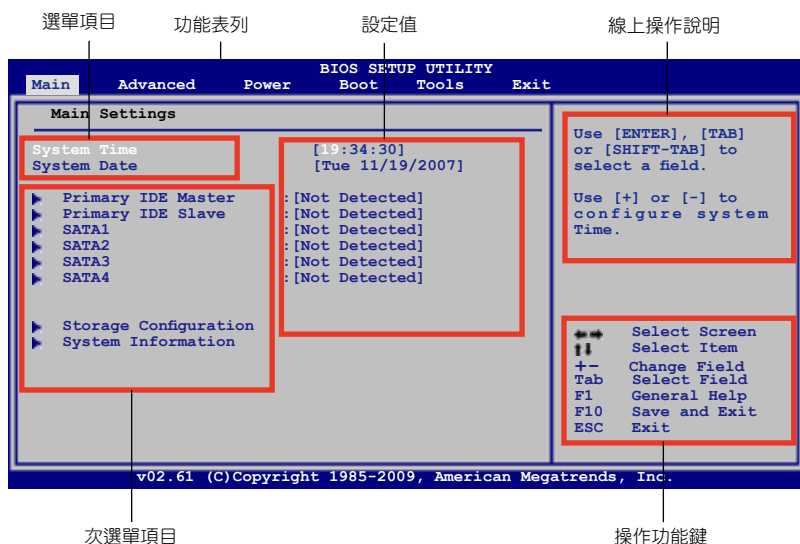 選單項目 功能表列 設定值 線上操作說明
BIOS SETUP UTILITY
Main Advanced Power Boot Tools Exit
Main Settings
System Time [19:34:30]
System Date [Tue 11/19/2007]
Primary IDE Master :[Not Detected]
Primary IDE Slave :[Not Detected]
SATA1 :[Not Detected]
SATA2 :[Not Detected]
SATA3 :[Not Detected]
SATA4 :[Not Detected]
Storage Configuration
System Information
Use [ENTER], [TAB]
or [SHIFT-TAB] to
select a field.
Use [+] or [-] to
configure system
Time.
←→ Select Screen
↑↓ Select Item
+- Change Field
Tab Select Field
F1 General Help
F10 Save and Exit
ESC Exit
v02.61 (C)Copyright 1985-2009, American Megatrends, Inc.
次選單項目 操作功能鍵